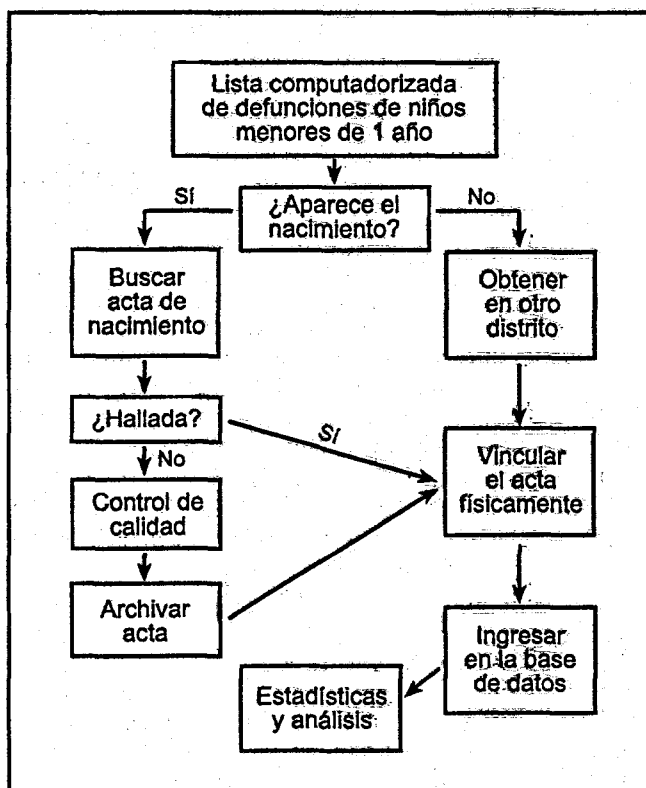 Lista computadorizada
de defunciones de niños
menores de 1 año
¿Aparece el
nacimiento?
Sí
No
Buscar
acta de
nacimiento
Obtener
en otro
distrito
¿Hallada?
Sí
No
Vincular
el acta
físicamente
Control de
calidad
Archivar
acta
Ingresar
en la base
de datos
Estadísticas
y análisis